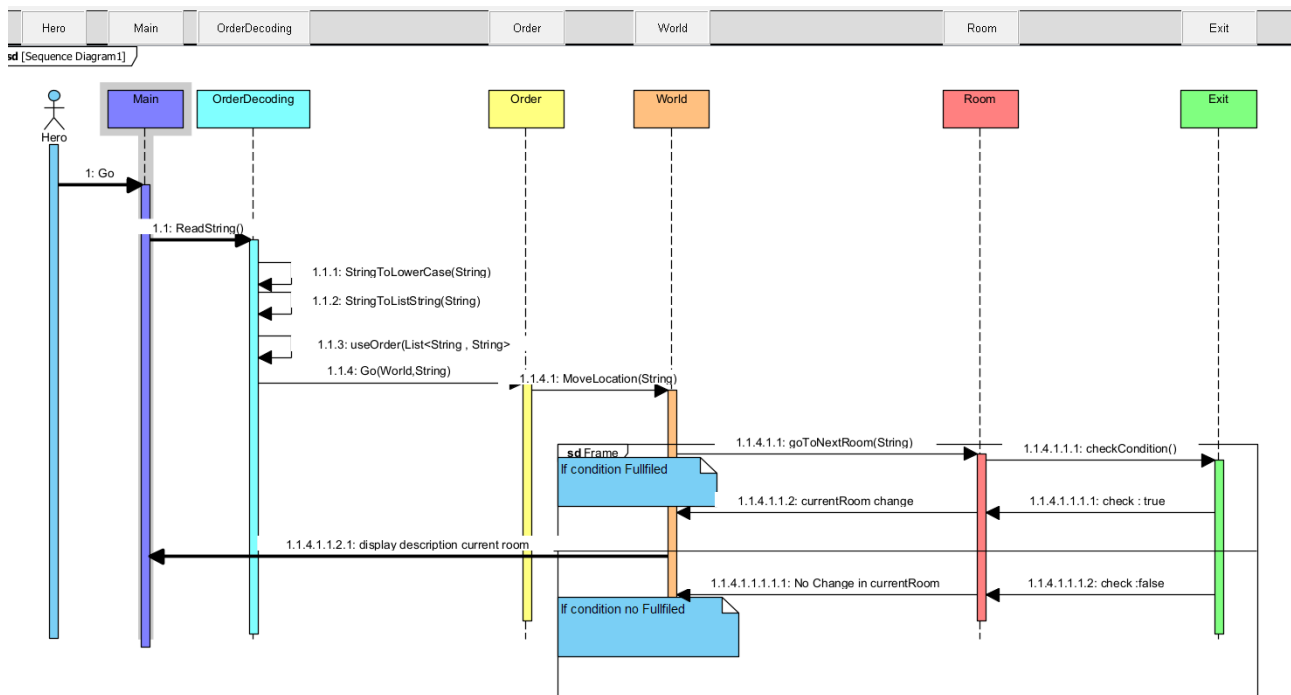 Hero Main OrderDecoding Order World Room Exit
sd [Sequence Diagram1]
Main OrderDecoding Order World Room Exit
Hero
1: Go
1.1: ReadString()
1.1.1: StringToLowerCase(String)
1.1.2: StringToListString(String)
1.1.3: useOrder(List<String , String>
1.1.4: Go(World,String)
1.1.4.1: MoveLocation(String)
1.1.4.1.1: goToNextRoom(String)
1.1.4.1.1.1: checkCondition()
sd Frame
If condition Fullfiled
1.1.4.1.1.2: currentRoom change
1.1.4.1.1.1.1: check : true
1.1.4.1.1.2.1: display description current room
1.1.4.1.1.1.1.1: No Change in currentRoom
1.1.4.1.1.1.2: check :false
If condition no Fullfiled